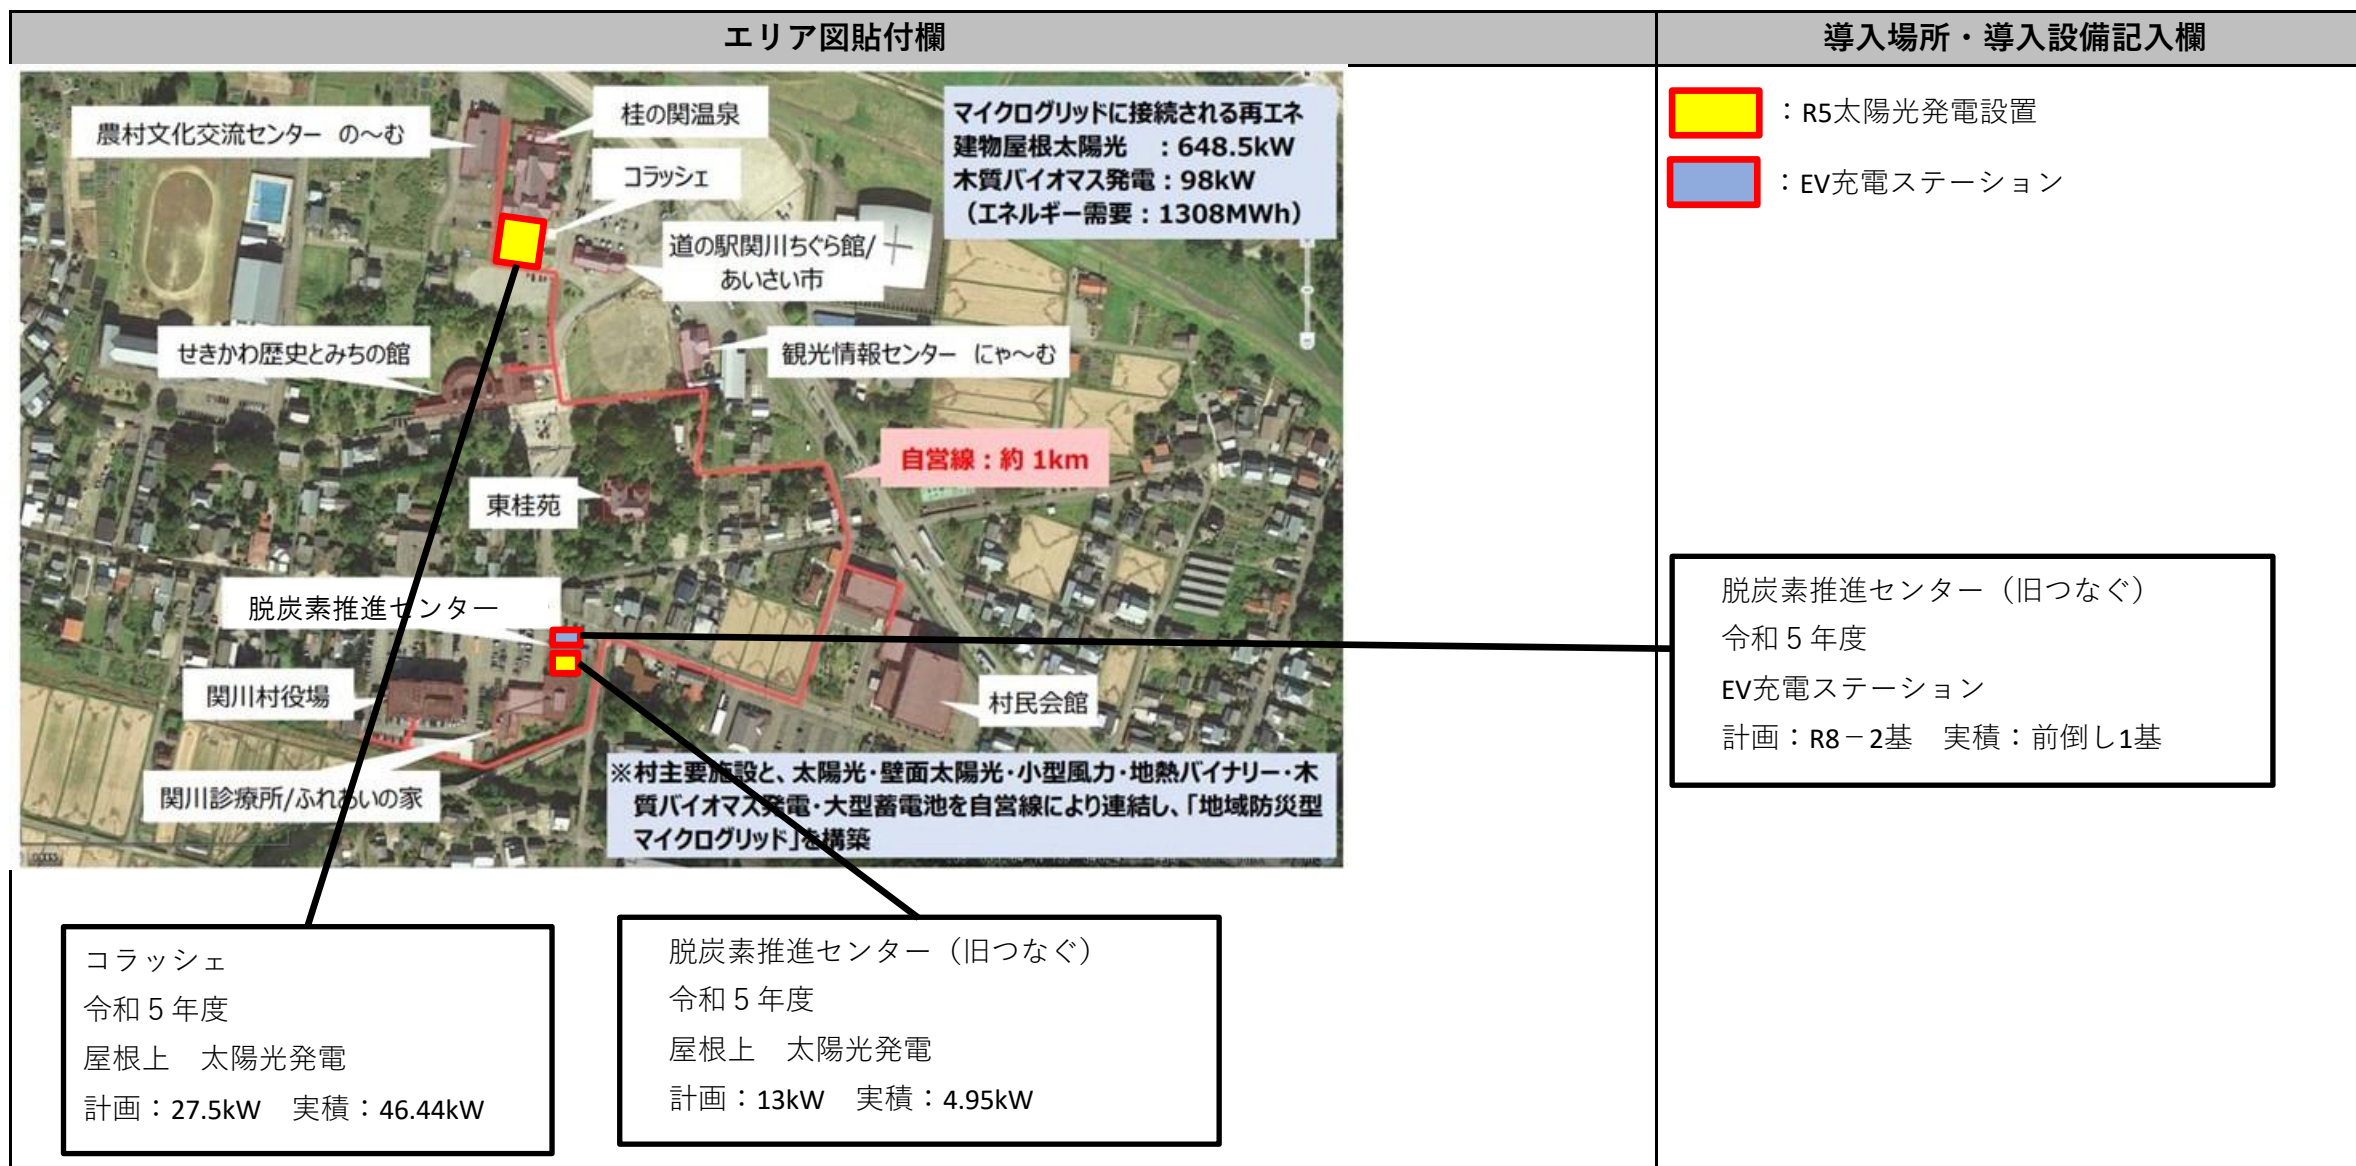 エリア図貼付欄
導入場所・導入設備記入欄
農村文化交流センター の～む
桂の関温泉
コラッシェ
道の駅関川ちぐら館/
あいさい市
マイクログリッドに接続される再エネ
建物屋根太陽光 ：648.5kW
木質バイオマス発電：98kW
（エネルギー需要：1308MWh）
：R5太陽光発電設置
：EV充電ステーション
せきかわ歴史とみちの館
観光情報センター にゃ～む
自営線：約 1km
東桂苑
脱炭素推進センター
関川村役場
村民会館
関川診療所/ふれあいの家
※村主要施設と、太陽光・壁面太陽光・小型風力・地熱バイナリー・木
質バイオマス発電・大型蓄電池を自営線により連結し、「地域防災型
マイクログリッド」を構築
脱炭素推進センター（旧つなぐ）
令和５年度
EV充電ステーション
計画：R8－2基　実積：前倒し1基
コラッシェ
令和５年度
屋根上　太陽光発電
計画：27.5kW　実積：46.44kW
脱炭素推進センター（旧つなぐ）
令和５年度
屋根上　太陽光発電
計画：13kW　実積：4.95kW